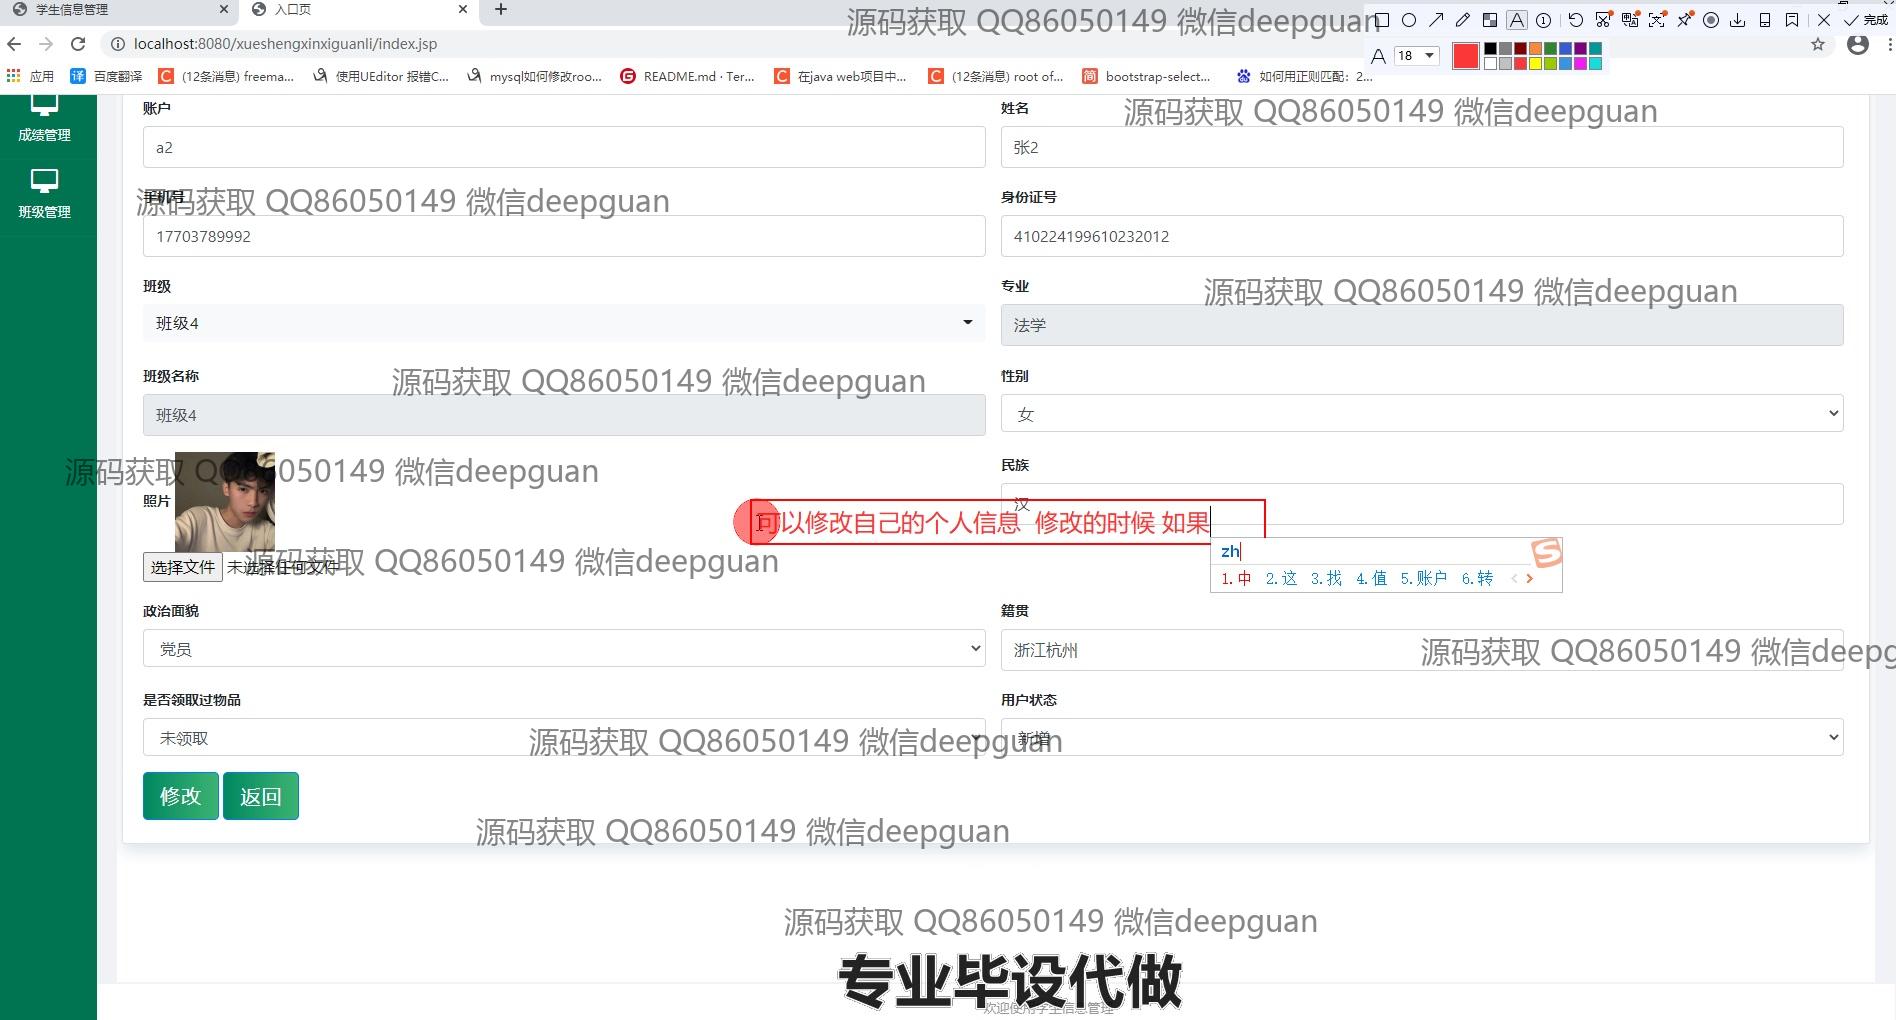 学生信息管理
入口页
源码获取 QQ86050149 微信deepguan
完成
localhost:8080/xueshengxinxiguanli/index.jsp
18
应用
百度翻译
(12条消息) freema...
使用UEditor 报错C...
mysql如何修改roo...
README.md · Ter...
在java web项目中...
(12条消息) root of...
bootstrap-select...
如何用正则匹配：2...
成绩管理
班级管理
账户
姓名
源码获取 QQ86050149 微信deepguan
a2
张2
手机号
身份证号
源码获取 QQ86050149 微信deepguan
17703789992
410224199610232012
班级
专业
源码获取 QQ86050149 微信deepguan
班级4
法学
班级名称
性别
源码获取 QQ86050149 微信deepguan
班级4
女
源码获取 QQ86050149 微信deepguan
民族
照片
汉
可以修改自己的个人信息 修改的时候 如果
zh
1.中 2.这 3.找 4.值 5.账户 6.转
选择文件 未选择任何文件
源码获取 QQ86050149 微信deepguan
政治面貌
籍贯
党员
浙江杭州
源码获取 QQ86050149 微信deepg
是否领取过物品
用户状态
未领取
新增
源码获取 QQ86050149 微信deepguan
修改
返回
源码获取 QQ86050149 微信deepguan
源码获取 QQ86050149 微信deepguan
专业毕设代做
欢迎使用学生信息管理